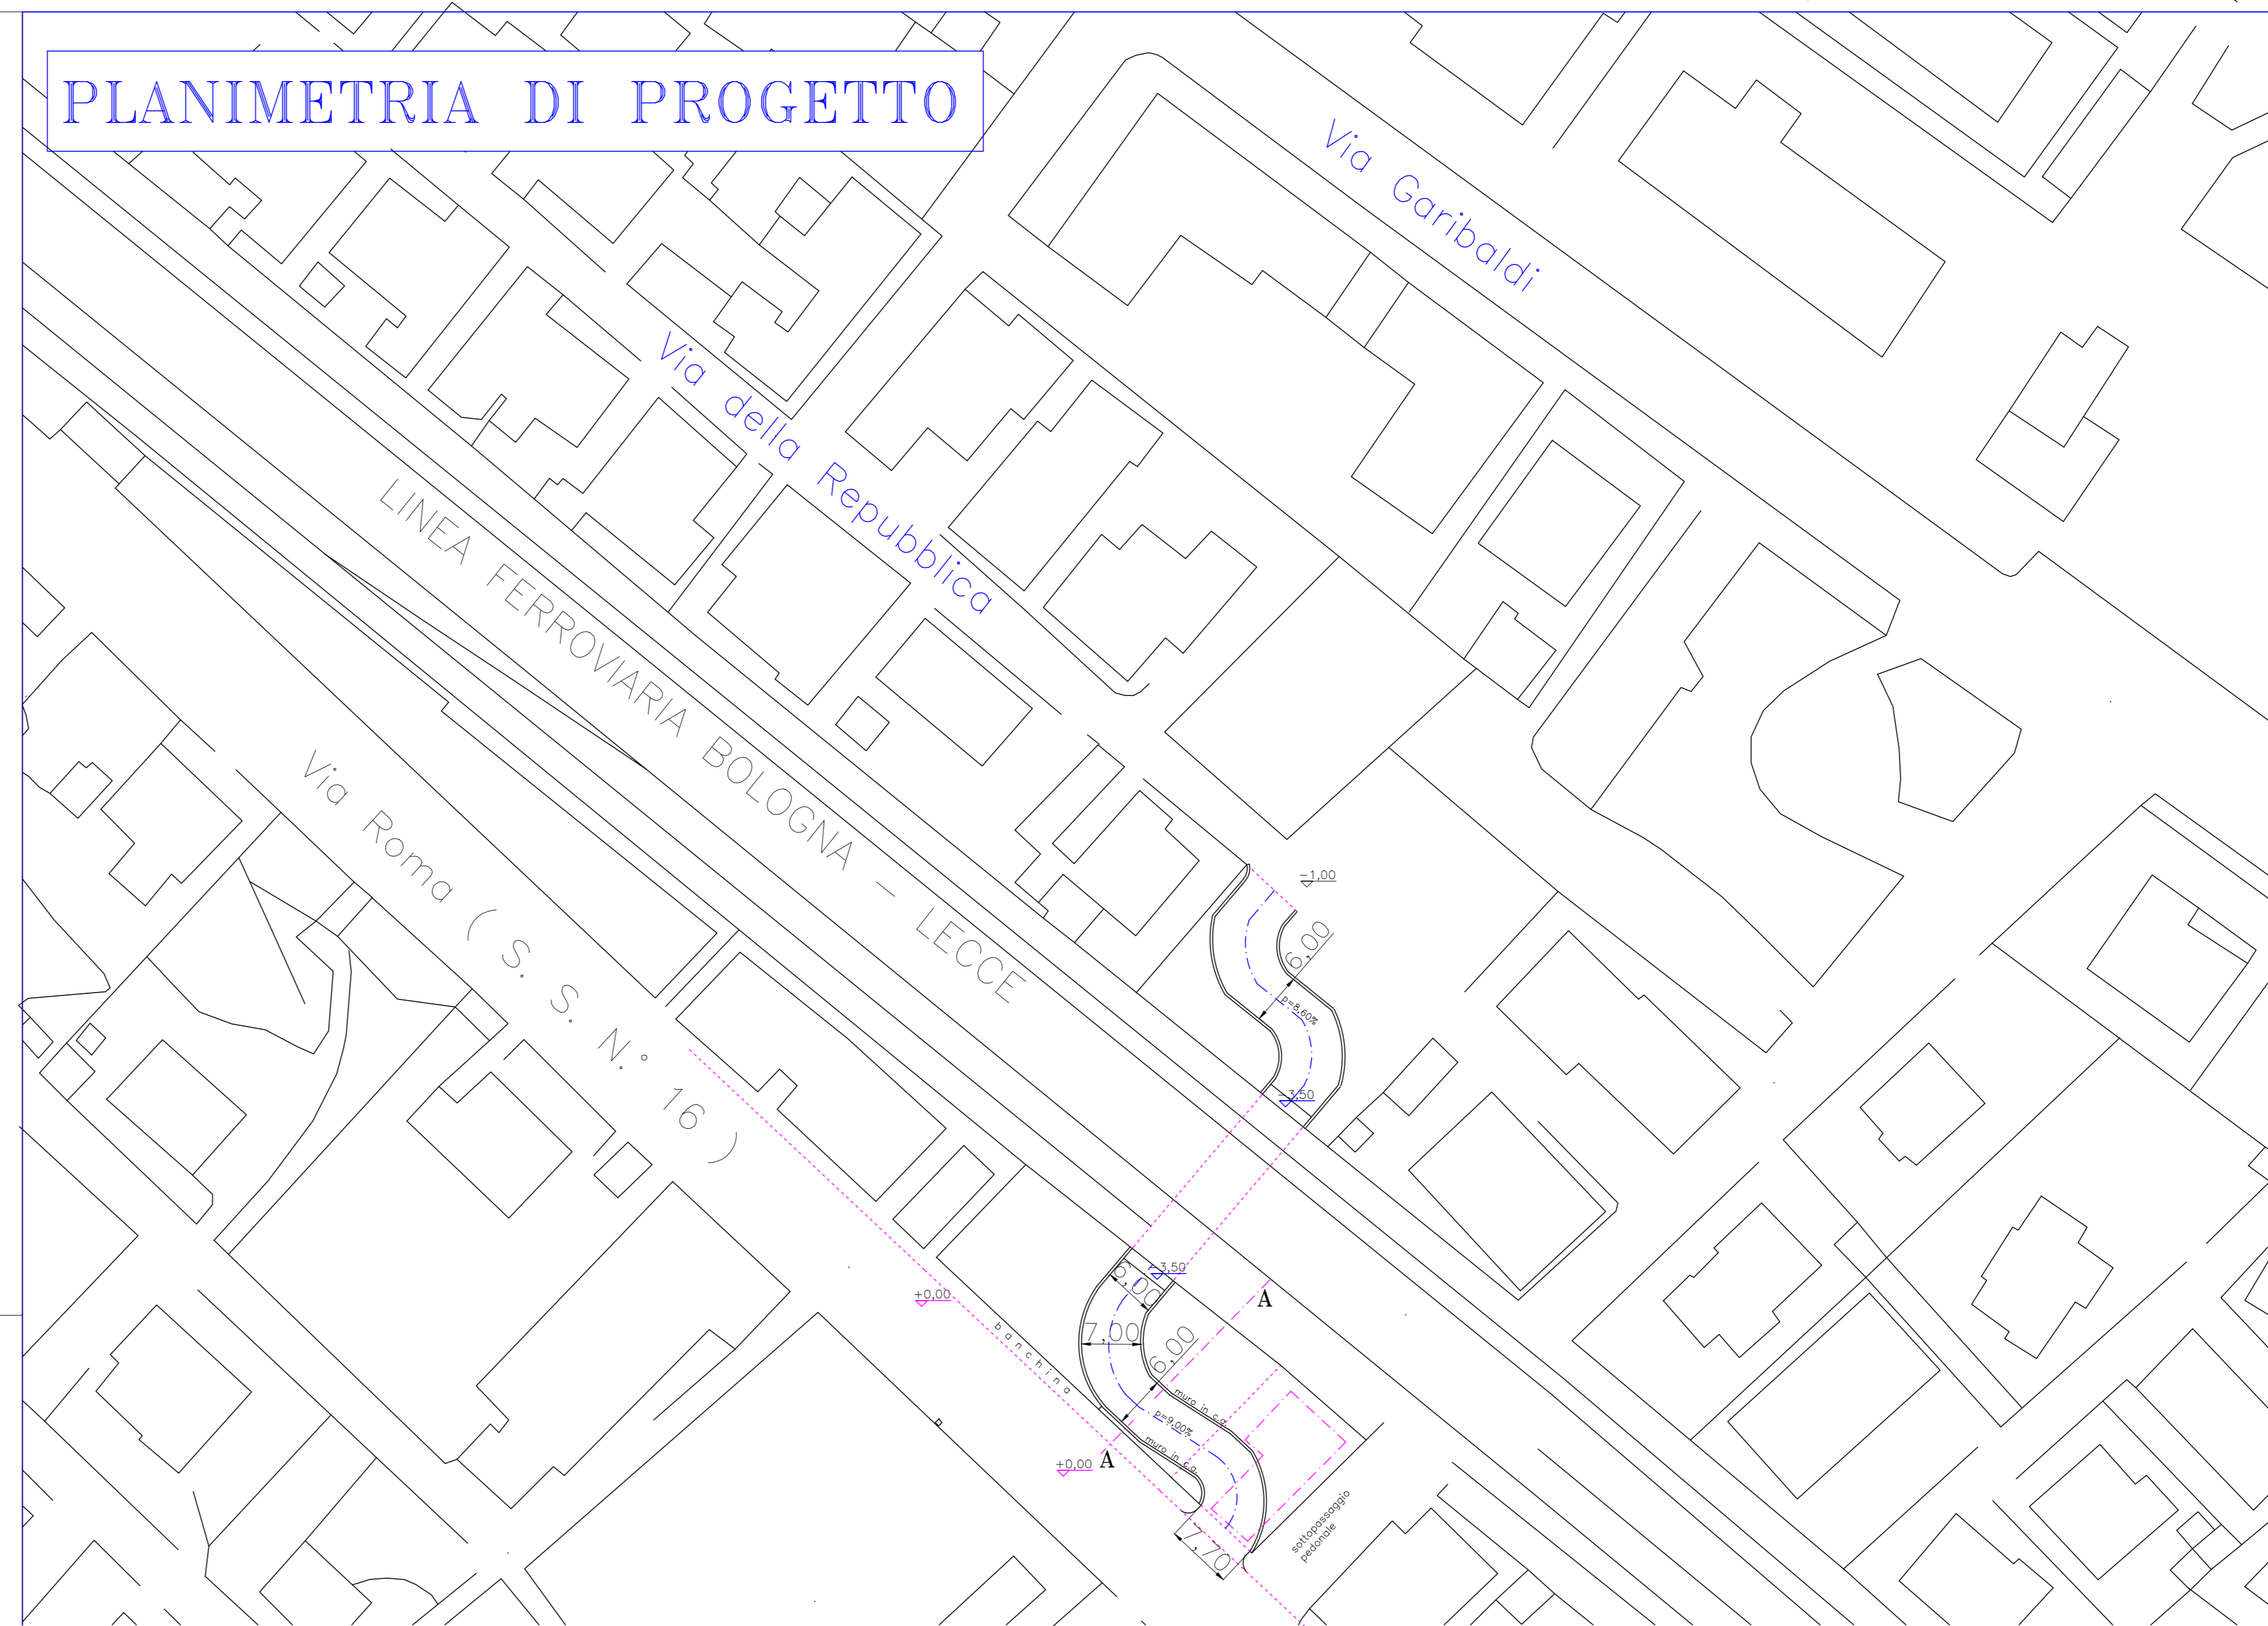 PLANIMETRIA DI PROGETTO
Via Garibaldi
Via della Repubblica
LINEA FERROVIARIA BOLOGNA – LECCE
Via Roma ( S. S. N.° 16 )
-1,00
6,00
p=8,60%
-3,50
-3,50
6,00
+0,00
A
7,00
6,00
banchina
muro in c.a.
p=9,00%
muro in c.a.
+0,00
A
7,70
sottopassaggio
pedonale